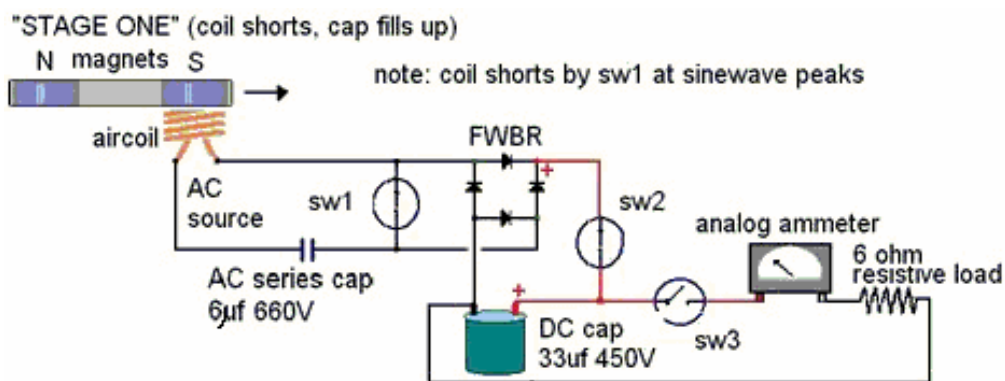 "STAGE ONE" (coil shorts, cap fills up)
N magnets S
note: coil shorts by sw1 at sinewave peaks
aircoil
FWBR
+
AC
source
sw1
sw2
analog ammeter
6 ohm
resistive load
AC series cap
6µf 660V
+
DC cap
33uf 450V
sw3